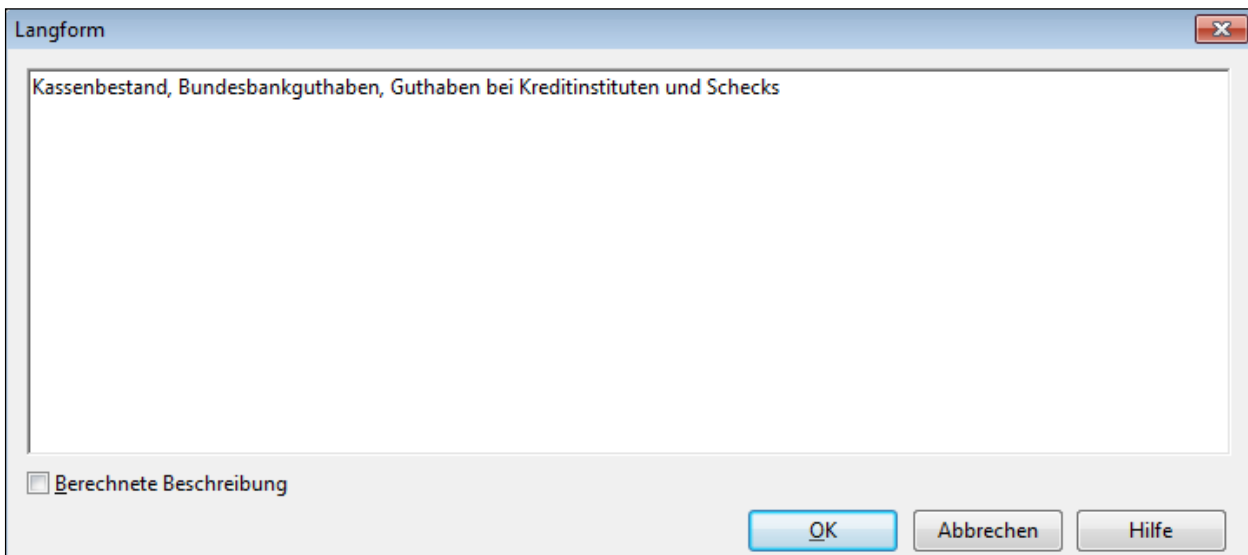 Langform
Kassenbestand, Bundesbankguthaben, Guthaben bei Kreditinstituten und Schecks
Berechnete Beschreibung
OK Abbrechen Hilfe